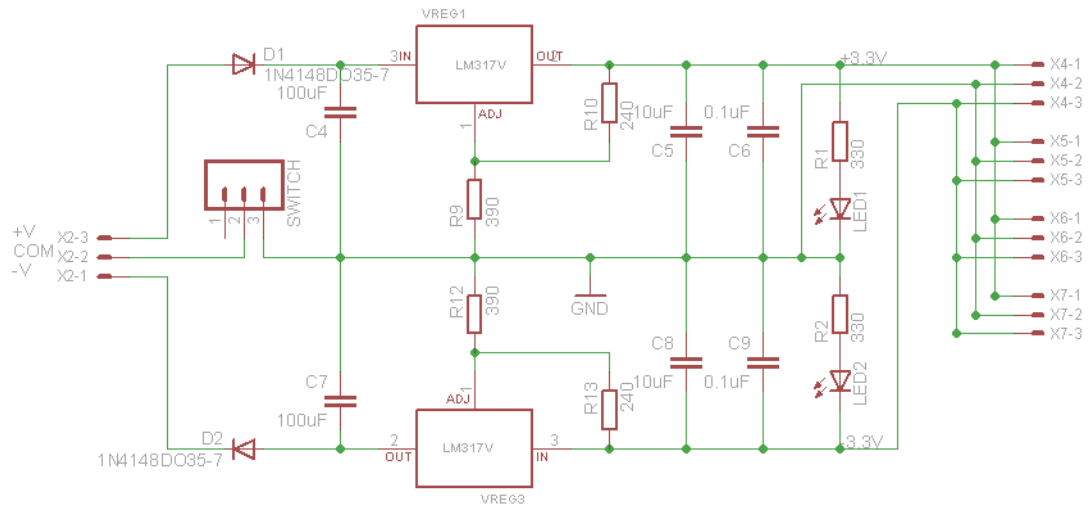 VREG1
D1
1N4148DO35-7
3 IN
LM317V
OUT 2
ADJ
1
100uF
C4
R10
240
10uF
C5
0.1uF
C6
+3.3V
R1
330
LED1
X4-1
X4-2
X4-3
X5-1
X5-2
X5-3
X6-1
X6-2
X6-3
X7-1
X7-2
X7-3
SWITCH
1
2
3
R9
390
+V X2-3
COM X2-2
-V X2-1
GND
R12
390
C7
100uF
R13
240
C8
10uF
C9
0.1uF
R2
330
LED2
D2
1N4148DO35-7
1
ADJ
2
OUT
LM317V
3
IN
-3.3V
VREG3